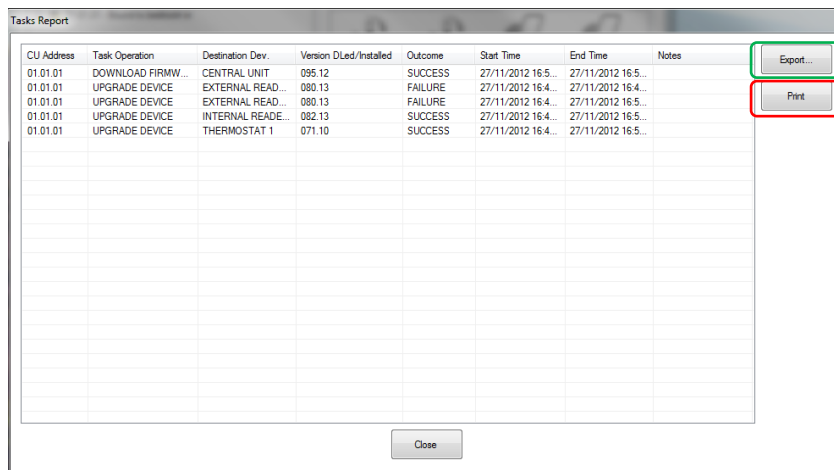 Tasks Report
CU Address Task Operation Destination Dev. Version DLed/Installed Outcome Start Time End Time Notes
01.01.01 DOWNLOAD FIRMW... CENTRAL UNIT 095.12 SUCCESS 27/11/2012 16:5... 27/11/2012 16:5...
01.01.01 UPGRADE DEVICE EXTERNAL READ... 080.13 FAILURE 27/11/2012 16:4... 27/11/2012 16:4...
01.01.01 UPGRADE DEVICE EXTERNAL READ... 080.13 FAILURE 27/11/2012 16:4... 27/11/2012 16:5...
01.01.01 UPGRADE DEVICE INTERNAL READE... 082.13 SUCCESS 27/11/2012 16:4... 27/11/2012 16:5...
01.01.01 UPGRADE DEVICE THERMOSTAT 1 071.10 SUCCESS 27/11/2012 16:4... 27/11/2012 16:5...
Export...
Print
Close